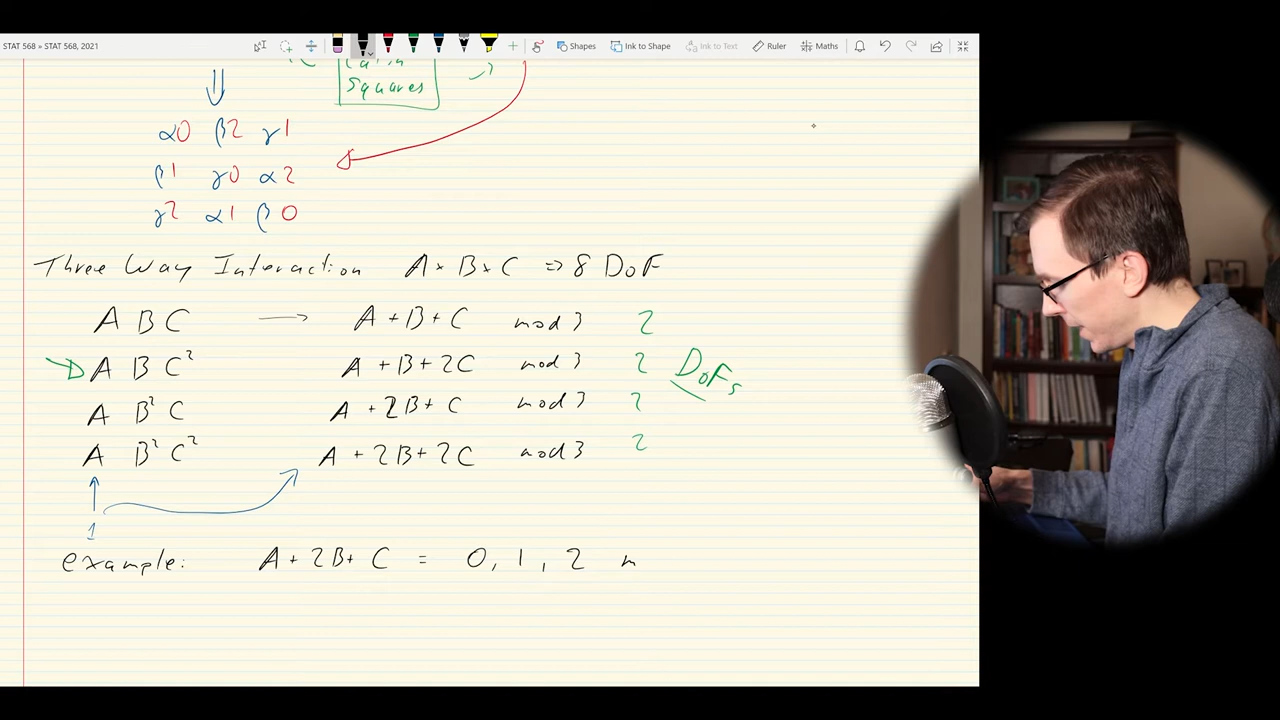 STAT 568 » STAT 568, 2021
Shapes Ink to Shape Ink to Text Ruler Maths
Squares
α0 β2 γ1
β1 γ0 α2
γ2 α1 β0
Three Way Interaction A × B × C ⇒ 8 DoF
A B C → A + B + C mod 3 2
A B C² A + B + 2C mod 3 2 DoFs
A B² C A + 2B + C mod 3 2
A B² C² A + 2B + 2C mod 3 2
1
example: A + 2B + C = 0, 1, 2 m